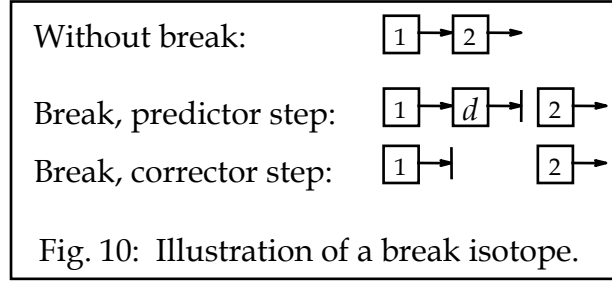 Without break: 1 2
Break, predictor step: 1 d 2
Break, corrector step: 1 2
Fig. 10: Illustration of a break isotope.